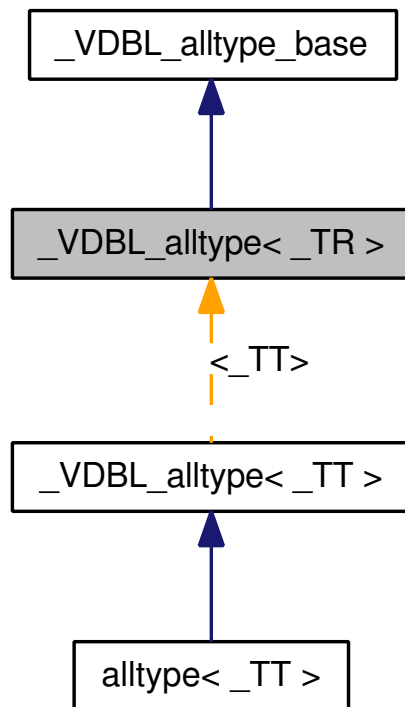 _VDBL_alltype_base
_VDBL_alltype< _TR >
<_TT>
_VDBL_alltype< _TT >
alltype< _TT >